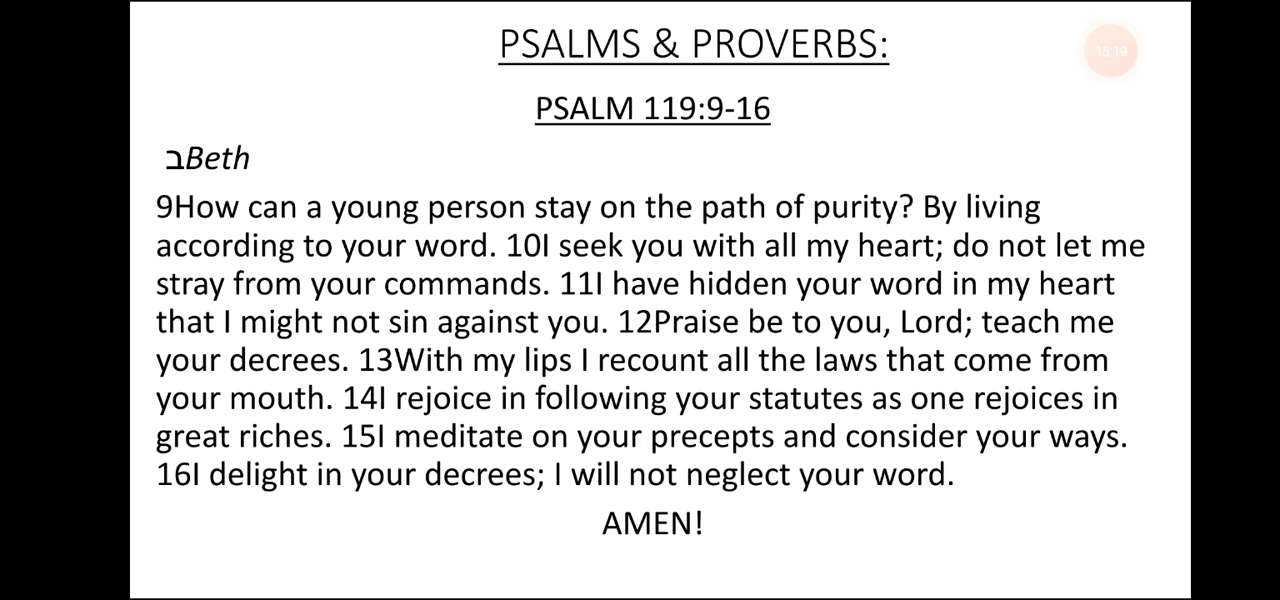 PSALMS & PROVERBS:
15:19
PSALM 119:9-16
בBeth
9How can a young person stay on the path of purity? By living
according to your word. 10I seek you with all my heart; do not let me
stray from your commands. 11I have hidden your word in my heart
that I might not sin against you. 12Praise be to you, Lord; teach me
your decrees. 13With my lips I recount all the laws that come from
your mouth. 14I rejoice in following your statutes as one rejoices in
great riches. 15I meditate on your precepts and consider your ways.
16I delight in your decrees; I will not neglect your word.
AMEN!